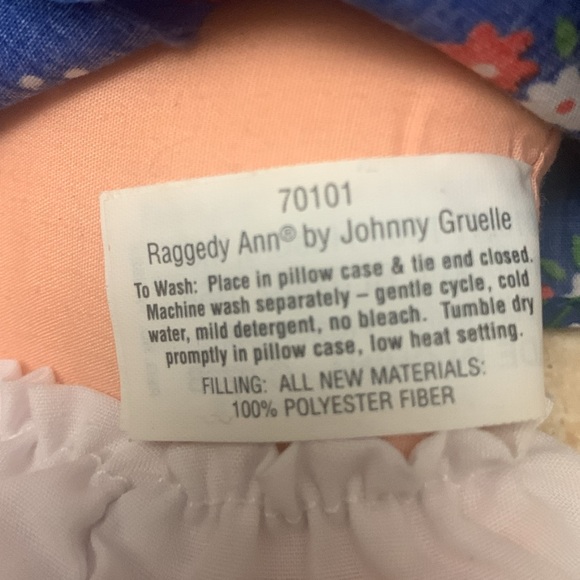 70101
Raggedy Ann® by Johnny Gruelle
To Wash: Place in pillow case & tie end closed.
Machine wash separately – gentle cycle, cold
water, mild detergent, no bleach. Tumble dry
promptly in pillow case, low heat setting.
FILLING: ALL NEW MATERIALS:
100% POLYESTER FIBER